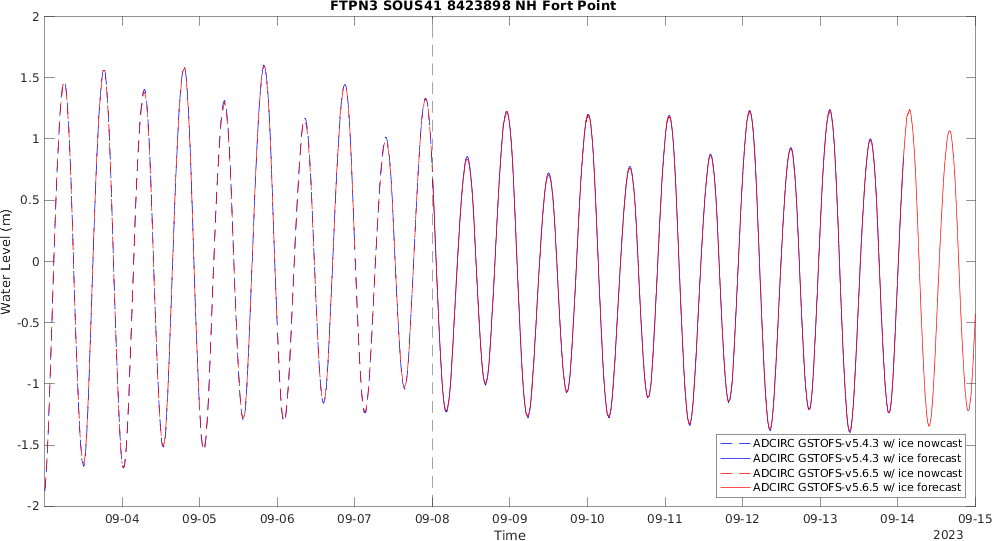 FTPN3 SOUS41 8423898 NH Fort Point
2
1.5
1
0.5
0
-0.5
-1
-1.5
-2
Water Level (m)
ADCIRC GSTOFS-v5.4.3 w/ ice nowcast
ADCIRC GSTOFS-v5.4.3 w/ ice forecast
ADCIRC GSTOFS-v5.6.5 w/ ice nowcast
ADCIRC GSTOFS-v5.6.5 w/ ice forecast
09-04 09-05 09-06 09-07 09-08 09-09 09-10 09-11 09-12 09-13 09-14 09-15
Time
2023